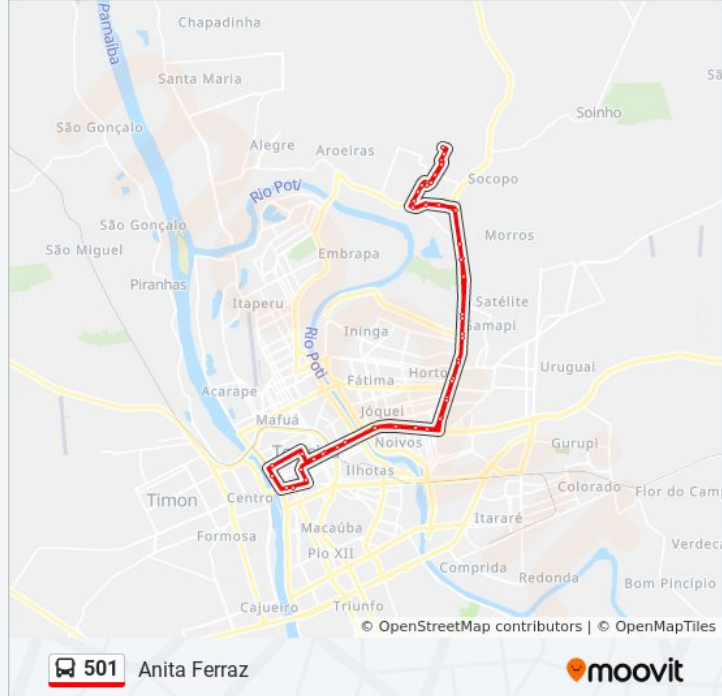 Chapadinha
Parnaíba
Santa Maria
Soinho
São Gonçalo
Alegre
Aroeiras
Socopo
Rio Poti
São Gonçalo
Morros
São Miguel
Embrapa
Piranhas
Itaperu
Satélite
Samapi
Rio Poti
Ininga
Uruguai
Acarape
Fátima
Horto
Mafuá
Jóquei
Noivos
Gurupi
Ilhotas
Timon
Centro
Colorado
Flor do Camp
Itararé
Formosa
Macaúba
Pio XII
Verdeca
Comprida
Redonda
Bom Pincípio
Cajueiro
Triunfo
© OpenStreetMap contributors | © OpenMapTiles
501 Anita Ferraz
moovit